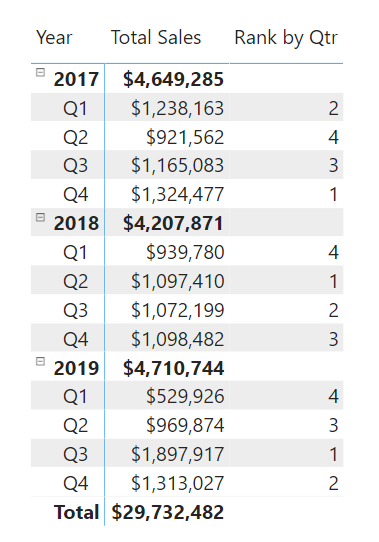 Year Total Sales Rank by Qtr
2017 $4,649,285
Q1 $1,238,163 2
Q2 $921,562 4
Q3 $1,165,083 3
Q4 $1,324,477 1
2018 $4,207,871
Q1 $939,780 4
Q2 $1,097,410 1
Q3 $1,072,199 2
Q4 $1,098,482 3
2019 $4,710,744
Q1 $529,926 4
Q2 $969,874 3
Q3 $1,897,917 1
Q4 $1,313,027 2
Total $29,732,482